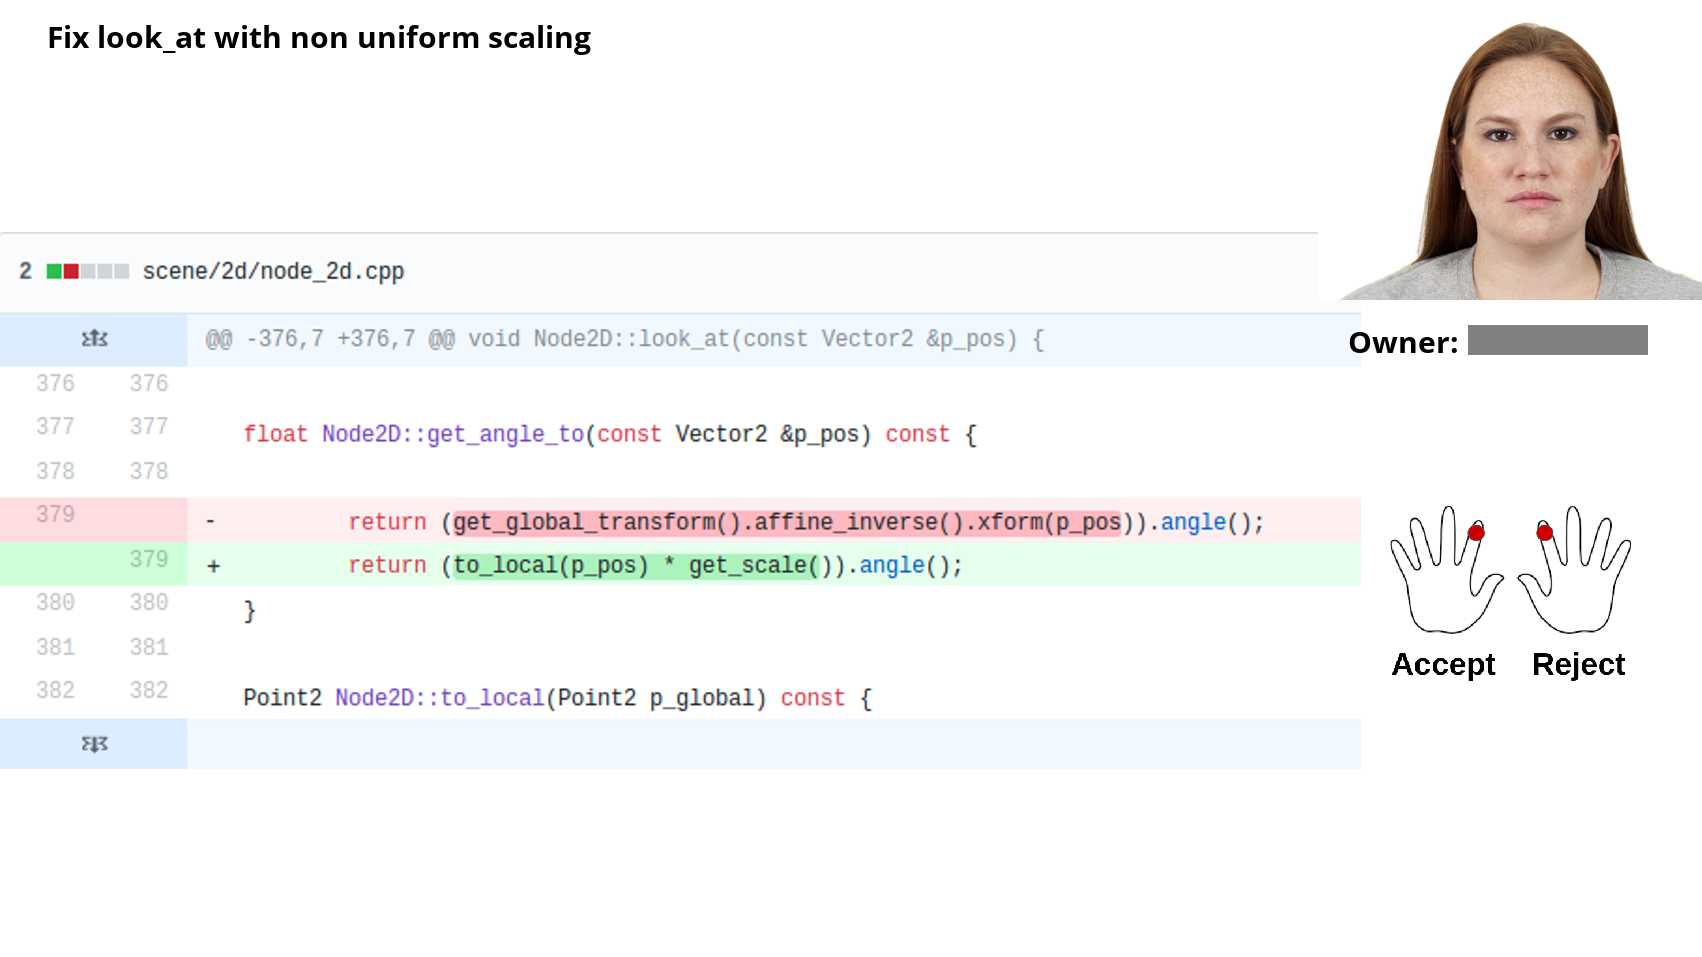 Fix look_at with non uniform scaling
2 scene/2d/node_2d.cpp
@@ -376,7 +376,7 @@ void Node2D::look_at(const Vector2 &p_pos) {
Owner:
376 376
377 377 float Node2D::get_angle_to(const Vector2 &p_pos) const {
378 378
379 - return (get_global_transform().affine_inverse().xform(p_pos)).angle();
379 + return (to_local(p_pos) * get_scale()).angle();
380 380 }
381 381
382 382 Point2 Node2D::to_local(Point2 p_global) const {
Accept Reject